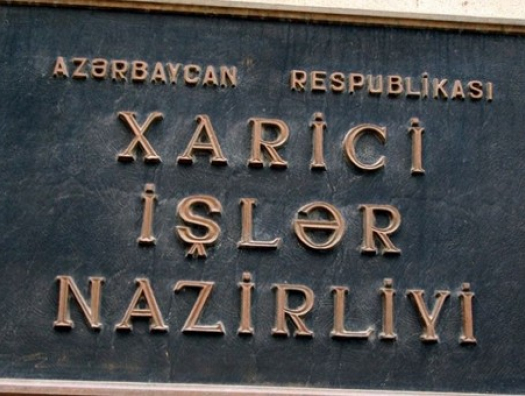 AZƏRBAYCAN RESPUBLİKASI
XARİCİ
İŞLƏR
NAZİRLİYİ